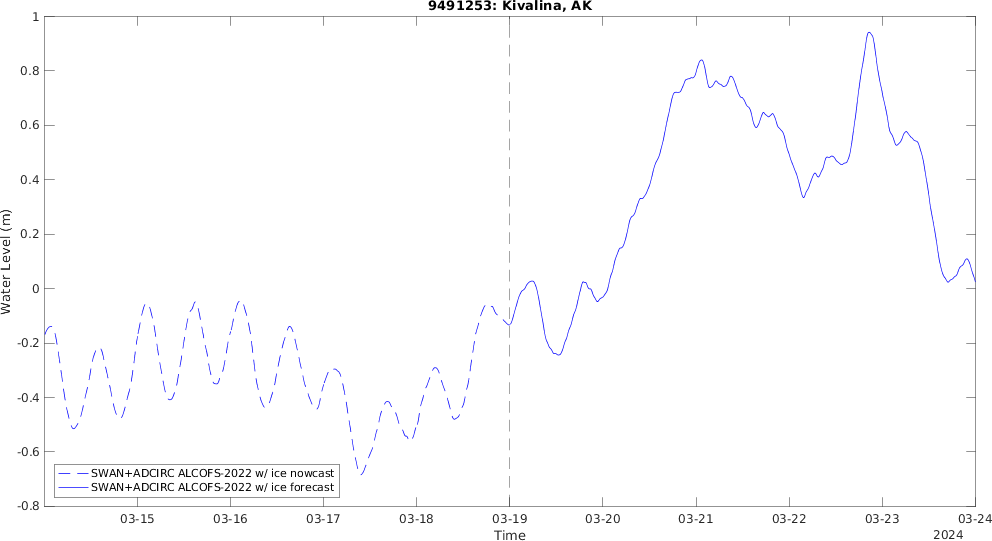 9491253: Kivalina, AK
1
0.8
0.6
0.4
0.2
0
-0.2
-0.4
-0.6
-0.8
Water Level (m)
SWAN+ADCIRC ALCOFS-2022 w/ ice nowcast
SWAN+ADCIRC ALCOFS-2022 w/ ice forecast
03-15 03-16 03-17 03-18 03-19 03-20 03-21 03-22 03-23 03-24
Time
2024